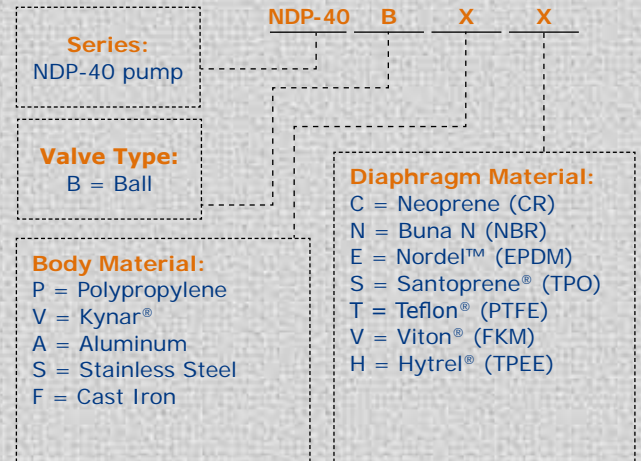 NDP-40 B X X
Series:
NDP-40 pump
Valve Type:
B = Ball
Body Material:
P = Polypropylene
V = Kynar®
A = Aluminum
S = Stainless Steel
F = Cast Iron
Diaphragm Material:
C = Neoprene (CR)
N = Buna N (NBR)
E = Nordel™ (EPDM)
S = Santoprene® (TPO)
T = Teflon® (PTFE)
V = Viton® (FKM)
H = Hytrel® (TPEE)